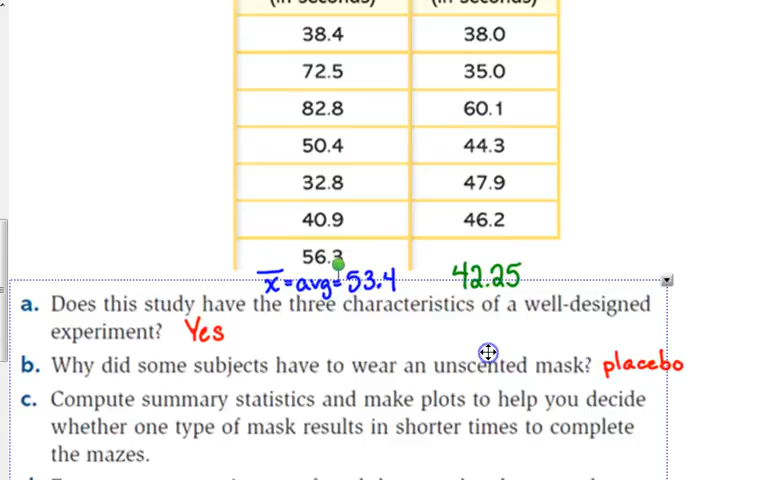 (in seconds) (in seconds)
38.4 38.0
72.5 35.0
82.8 60.1
50.4 44.3
32.8 47.9
40.9 46.2
56.3
x̄ = avg = 53.4 42.25
a. Does this study have the three characteristics of a well-designed
experiment? Yes
b. Why did some subjects have to wear an unscented mask? placebo
c. Compute summary statistics and make plots to help you decide
whether one type of mask results in shorter times to complete
the mazes.